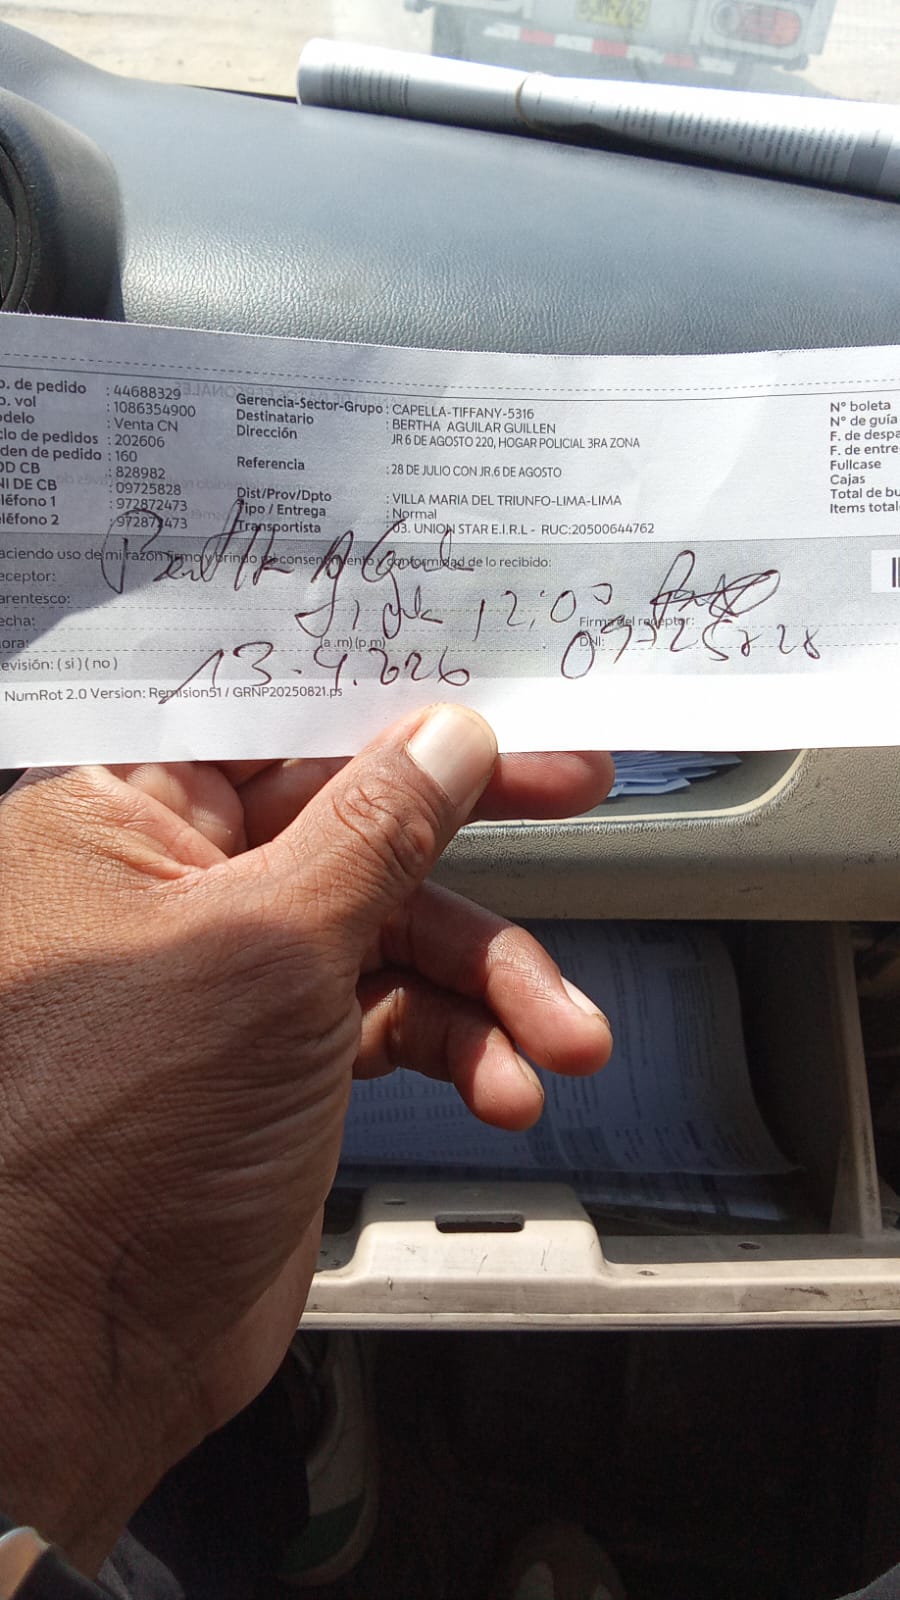 o. de pedido : 44688329
o. vol : 1086354900
odelo : Venta CN
clo de pedidos : 202606
den de pedido : 160
OD CB : 828982
NI DE CB : 09725828
eléfono 1 : 972872473
eléfono 2 : 972872473
Gerencia-Sector-Grupo : CAPELLA-TIFFANY-5316
Destinatario : BERTHA AGUILAR GUILLEN
Dirección JR 6 DE AGOSTO 220, HOGAR POLICIAL 3RA ZONA
Referencia : 28 DE JULIO CON JR.6 DE AGOSTO
Dist/Prov/Dpto : VILLA MARIA DEL TRIUNFO-LIMA-LIMA
Tipo / Entrega : Normal
Transportista : 03. UNION STAR E.I.R.L - RUC:20500644762
N° boleta
N° de guía
F. de despa
F. de entre
Fullcase
Cajas
Total de bu
Items total
aciendo uso de mi razón firmo y brindo mi consentimiento y conformidad de lo recibido:
eceptor:
arentesco:
echa: 12:00
Firma del receptor:
ora: (a.m) (p.m) DNI: 09725828
evisión: ( si ) ( no ) 13.4.2026
NumRot 2.0 Version: Remision51 / GRNP20250821.ps